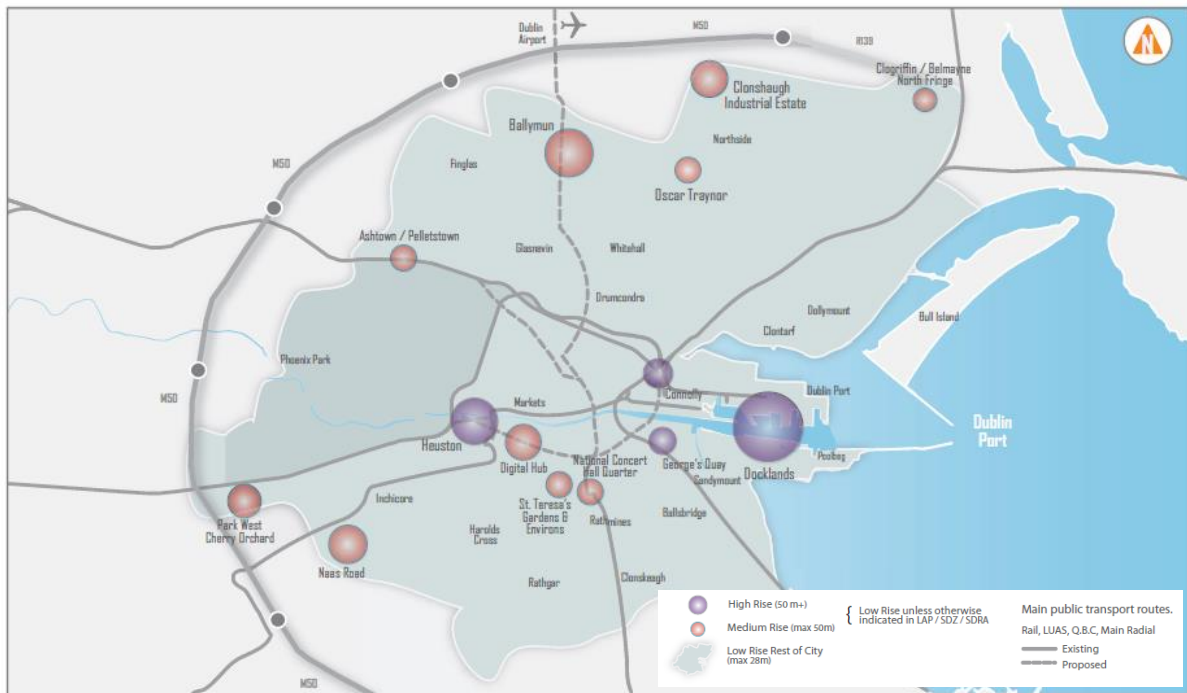 Dublin
Airport
M50
R139
N
Clogriffin / Belmayne
North Fringe
Clonshaugh
Industrial Estate
Ballymun
Northside
M50
Finglas
Oscar Traynor
Ashtown / Pelletstown
Glasnevin
Whitehall
Drumcondra
Dollymount
Bull Island
Clontarf
Phoenix Park
M50
Markets
Connolly
Dublin Port
Dublin
Port
Heuston
Digital Hub
National Concert
Hall Quarter
George's Quay
Poolbeg
Docklands
Sandymount
Inchicore
St. Teresa's
Gardens &
Environs
Rathmines
Ballsbridge
Park West
Cherry Orchard
Harolds
Cross
Naas Road
Rathgar
Clonskeagh
M50
High Rise (50 m+)
Medium Rise (max 50m)
{ Low Rise unless otherwise
indicated in LAP / SDZ / SDRA
Low Rise Rest of City
(max 28m)
Main public transport routes.
Rail, LUAS, Q.B.C, Main Radial
Existing
Proposed